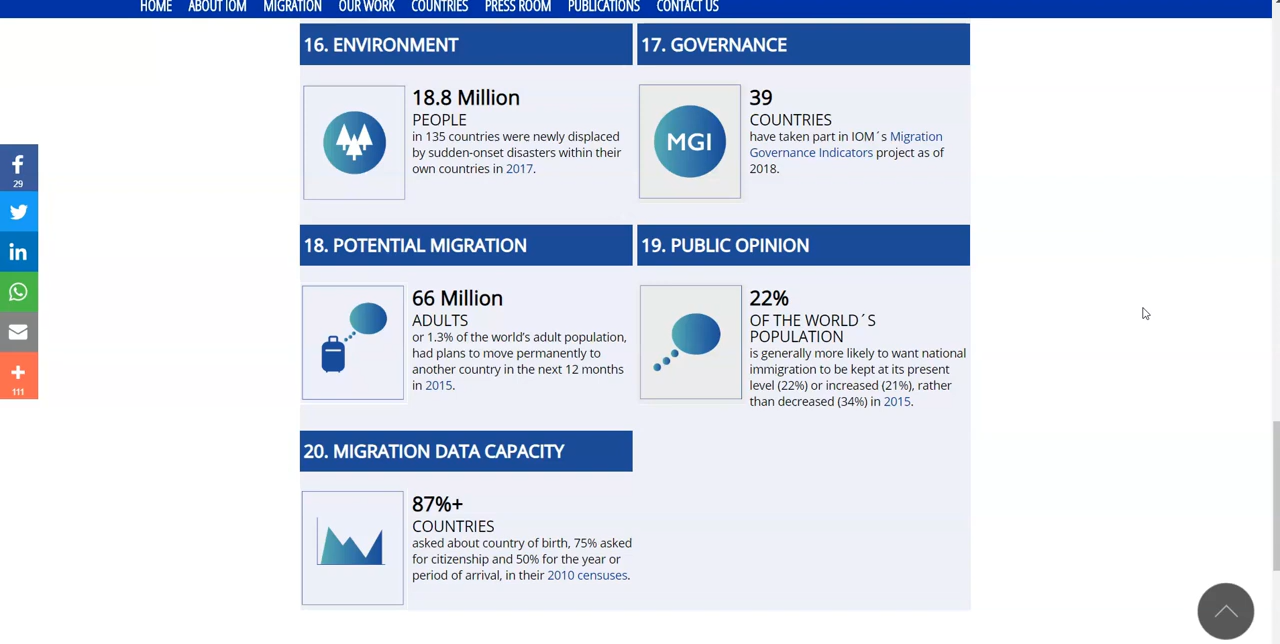 HOME ABOUT IOM MIGRATION OUR WORK COUNTRIES PRESS ROOM PUBLICATIONS CONTACT US
16. ENVIRONMENT
18.8 Million
PEOPLE
in 135 countries were newly displaced
by sudden-onset disasters within their
own countries in 2017.
17. GOVERNANCE
MGI
39
COUNTRIES
have taken part in IOM´s Migration
Governance Indicators project as of
2018.
29
111
18. POTENTIAL MIGRATION
66 Million
ADULTS
or 1.3% of the world's adult population,
had plans to move permanently to
another country in the next 12 months
in 2015.
19. PUBLIC OPINION
22%
OF THE WORLD´S
POPULATION
is generally more likely to want national
immigration to be kept at its present
level (22%) or increased (21%), rather
than decreased (34%) in 2015.
20. MIGRATION DATA CAPACITY
87%+
COUNTRIES
asked about country of birth, 75% asked
for citizenship and 50% for the year or
period of arrival, in their 2010 censuses.